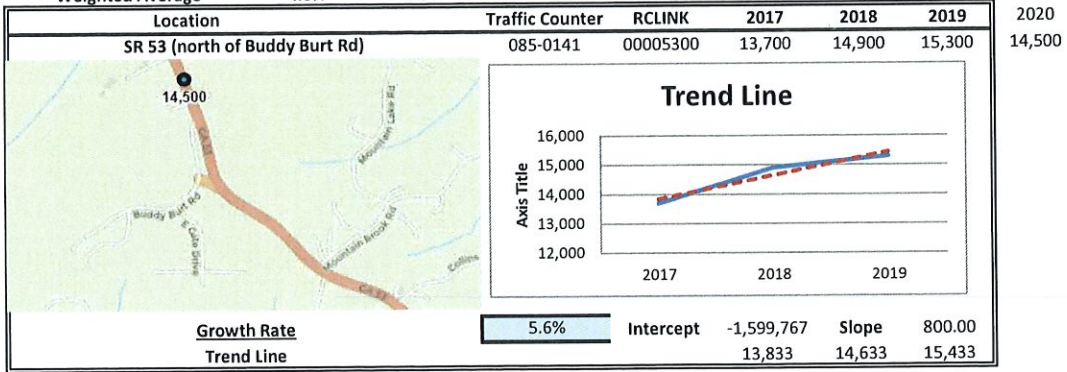 Weighted Average
Location Traffic Counter RCLINK 2017 2018 2019 2020
SR 53 (north of Buddy Burt Rd) 085-0141 00005300 13,700 14,900 15,300 14,500
14,500
Mountain Lake Rd
Buddy Burt Rd
Mountain Brook Rd
Collins
Trend Line
Axis Title
16,000
15,000
14,000
13,000
12,000
2017 2018 2019
Growth Rate 5.6% Intercept -1,599,767 Slope 800.00
Trend Line 13,833 14,633 15,433